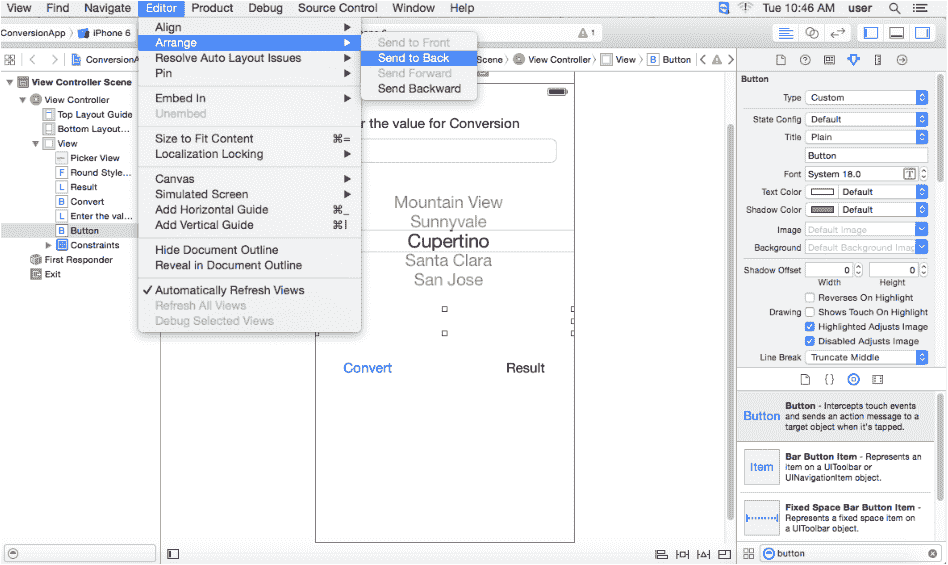 View Find Navigate Editor Product Debug Source Control Window Help Tue 10:46 AM user
ConversionApp iPhone 6 1
ConversionA Scene View Controller View B Button
View Controller Scene
View Controller
Top Layout Guide
Bottom Layout...
View
Picker View
F Round Style...
L Result
B Convert
L Enter the val...
B Button
Constraints
First Responder
Exit
Align
Arrange
Resolve Auto Layout Issues
Pin
Embed In
Unembed
Size to Fit Content ⌘=
Localization Locking
Canvas
Simulated Screen
Add Horizontal Guide ⌘_
Add Vertical Guide ⌘|
Hide Document Outline
Reveal in Document Outline
✓ Automatically Refresh Views
Refresh All Views
Debug Selected Views
Send to Front
Send to Back
Send Forward
Send Backward
r the value for Conversion
Mountain View
Sunnyvale
Cupertino
Santa Clara
San Jose
Convert Result
Button
Type Custom
State Config Default
Title Plain
Button
Font System 18.0 T
Text Color Default
Shadow Color Default
Image Default Image
Background Default Background Imag
Shadow Offset 0 0
Width Height
Reverses On Highlight
Drawing Shows Touch On Highlight
Highlighted Adjusts Image
Disabled Adjusts Image
Line Break Truncate Middle
{}
Button Button - Intercepts touch events
and sends an action message to a
target object when it's tapped.
Item Bar Button Item - Represents an
item on a UIToolbar or
UINavigationItem object.
Fixed Space Bar Button Item -
Represents a fixed space item on
a UIToolbar object.
button